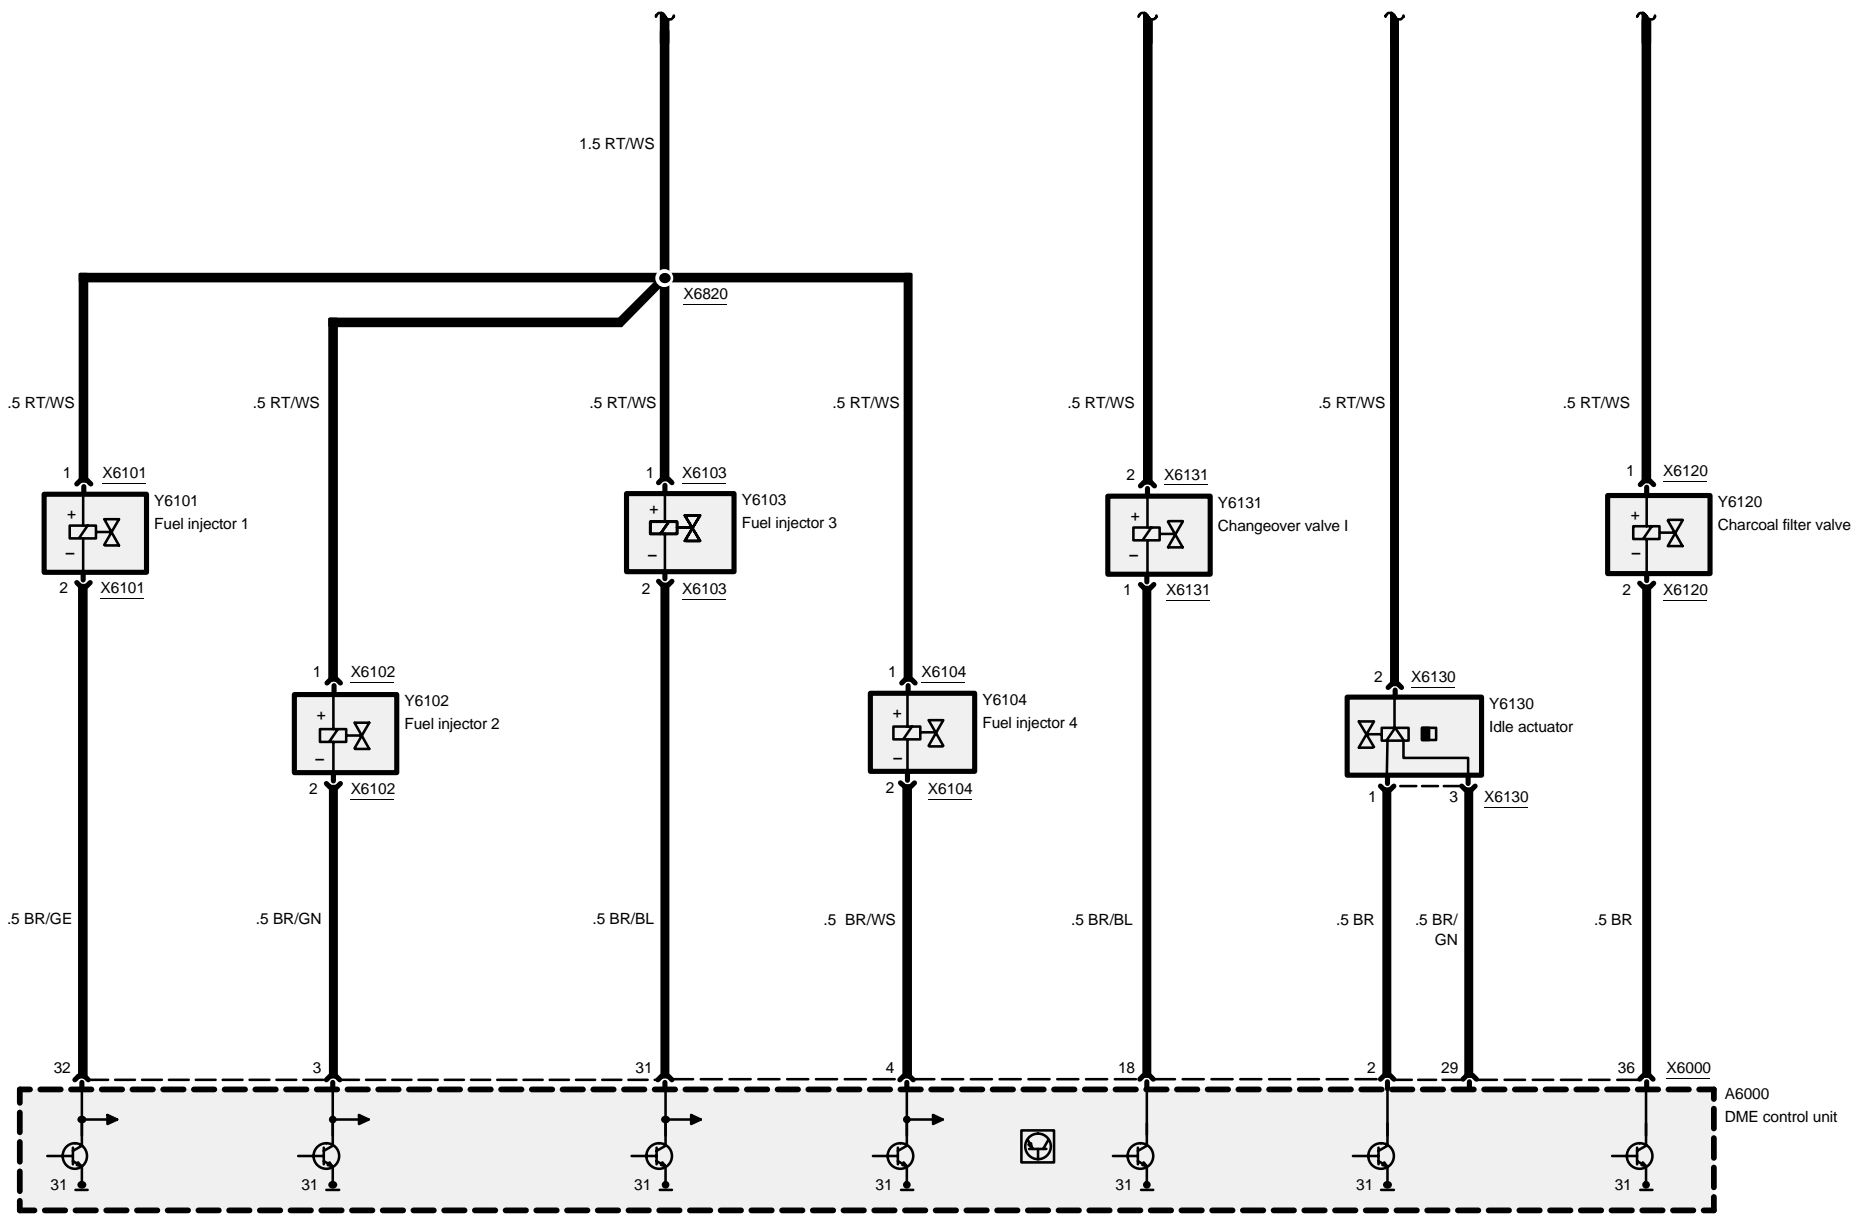 1.5 RT/WS
X6820
.5 RT/WS
.5 RT/WS
.5 RT/WS
.5 RT/WS
.5 RT/WS
.5 RT/WS
.5 RT/WS
1 X6101
Y6101
Fuel injector 1
+
−
2 X6101
1 X6103
Y6103
Fuel injector 3
+
−
2 X6103
2 X6131
Y6131
Changeover valve I
+
−
1 X6131
1 X6120
Y6120
Charcoal filter valve
+
−
2 X6120
1 X6102
Y6102
Fuel injector 2
+
−
2 X6102
1 X6104
Y6104
Fuel injector 4
+
−
2 X6104
2 X6130
Y6130
Idle actuator
1 3 X6130
.5 BR/GE
.5 BR/GN
.5 BR/BL
.5 BR/WS
.5 BR/BL
.5 BR
.5 BR/
GN
.5 BR
32 3 31 4 18 2 29 36 X6000
A6000
DME control unit
31 31 31 31 31 31 31